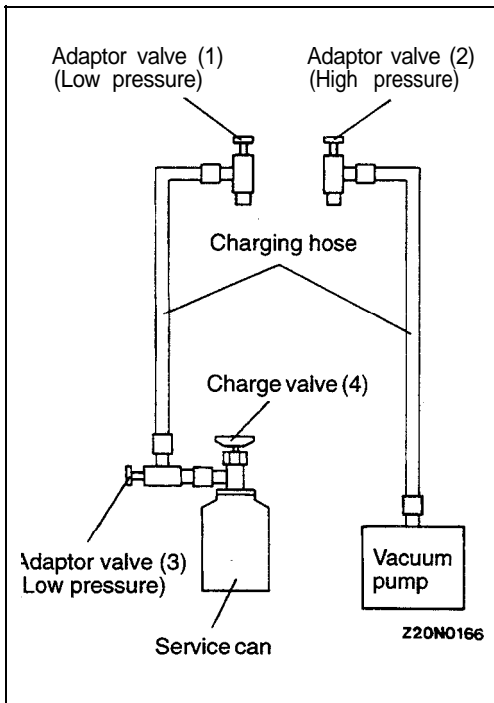 Adaptor valve (1)
(Low pressure)
Adaptor valve (2)
(High pressure)
Charging hose
Charge valve (4)
Adaptor valve (3)
Low pressure)
Service can
Vacuum
pump
Z20N0166